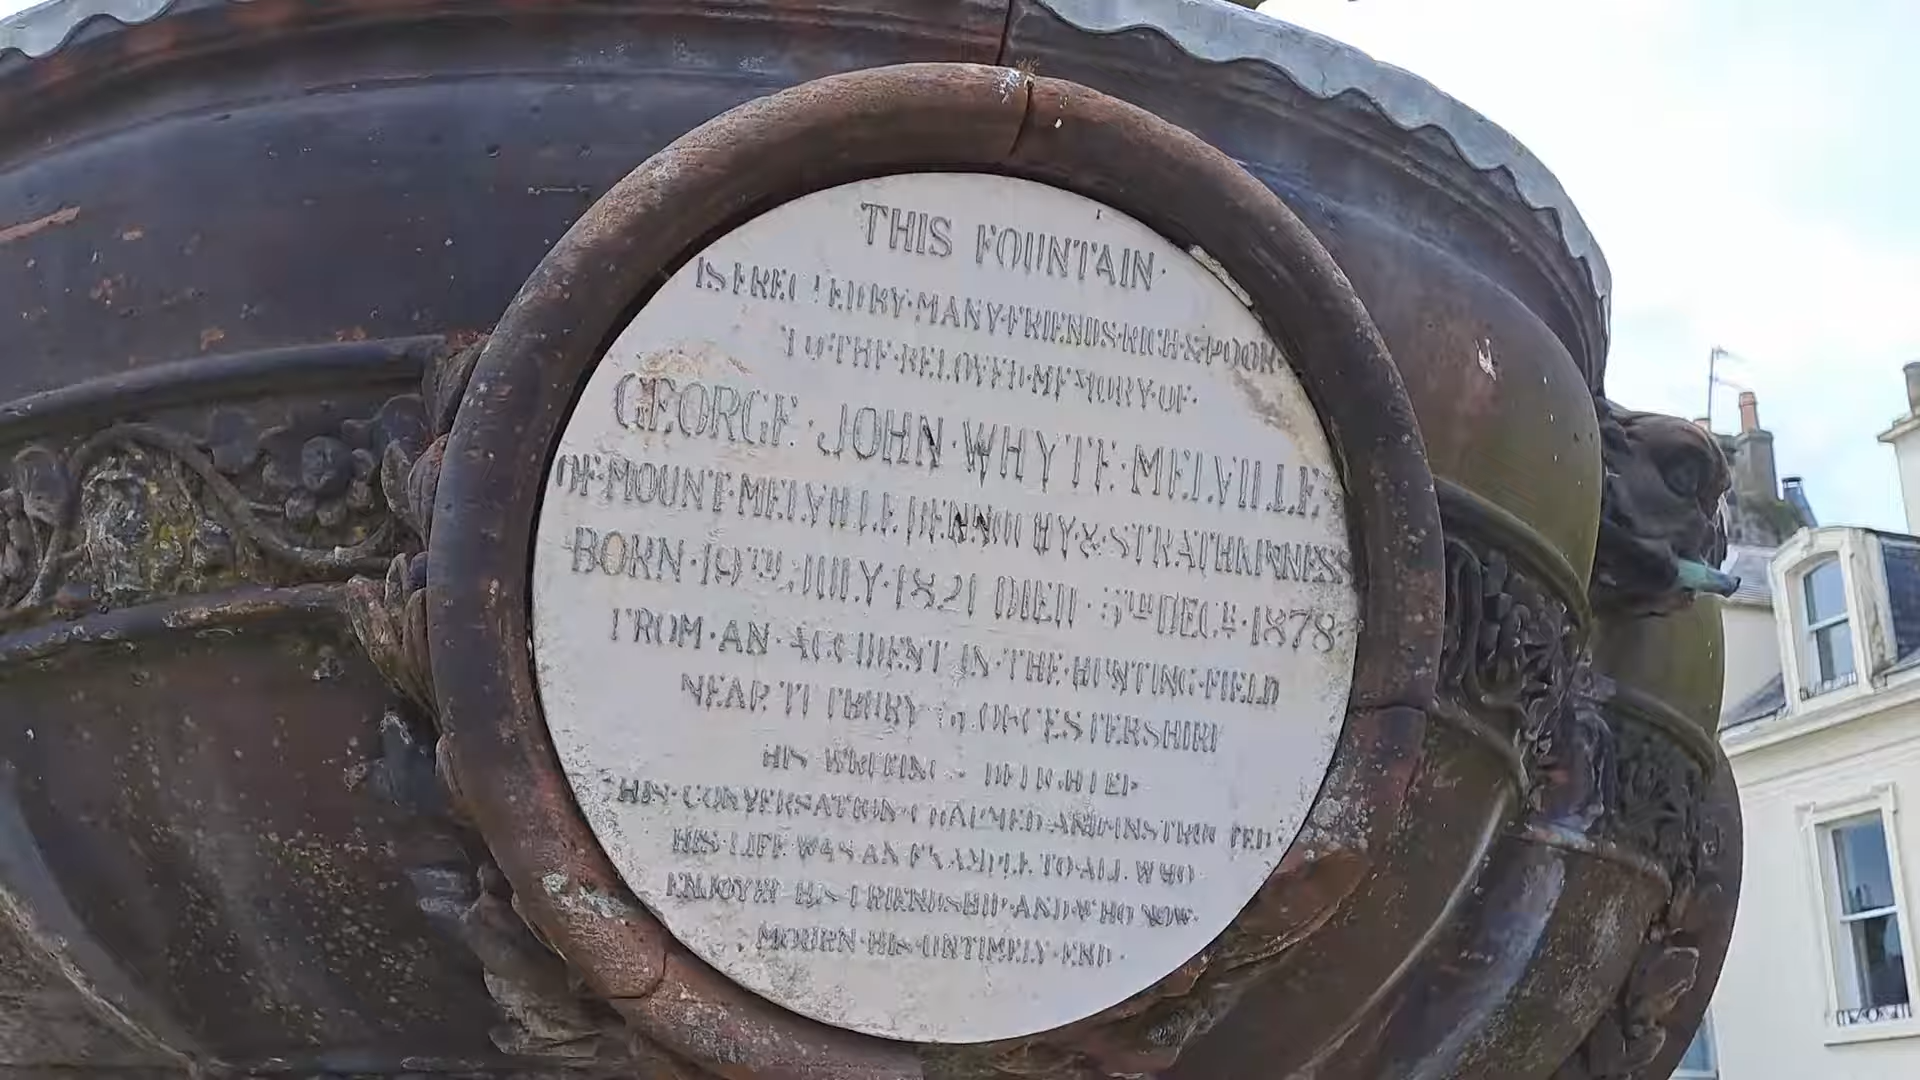 THIS FOUNTAIN
IS ERECTED BY MANY FRIENDS RICH & POOR
TO THE BELOVED MEMORY OF
GEORGE · JOHN · WHYTE · MELVILLE
OF · MOUNT · MELVILLE & STRATHKINNESS
BORN · 19TH · JULY · 1821 DIED · DECR · 1878
FROM · AN · ACCIDENT · IN · THE · HUNTING · FIELD
NEAR TETBURY GLOUCESTERSHIRE
HIS WRITINGS DELIGHTED
HIS · CONVERSATION · CHARMED AND INSTRUCTED
HIS · LIFE WAS AN EXAMPLE TO ALL WHO
ENJOYED HIS FRIENDSHIP · AND WHO NOW
MOURN · HIS · UNTIMELY · END ·